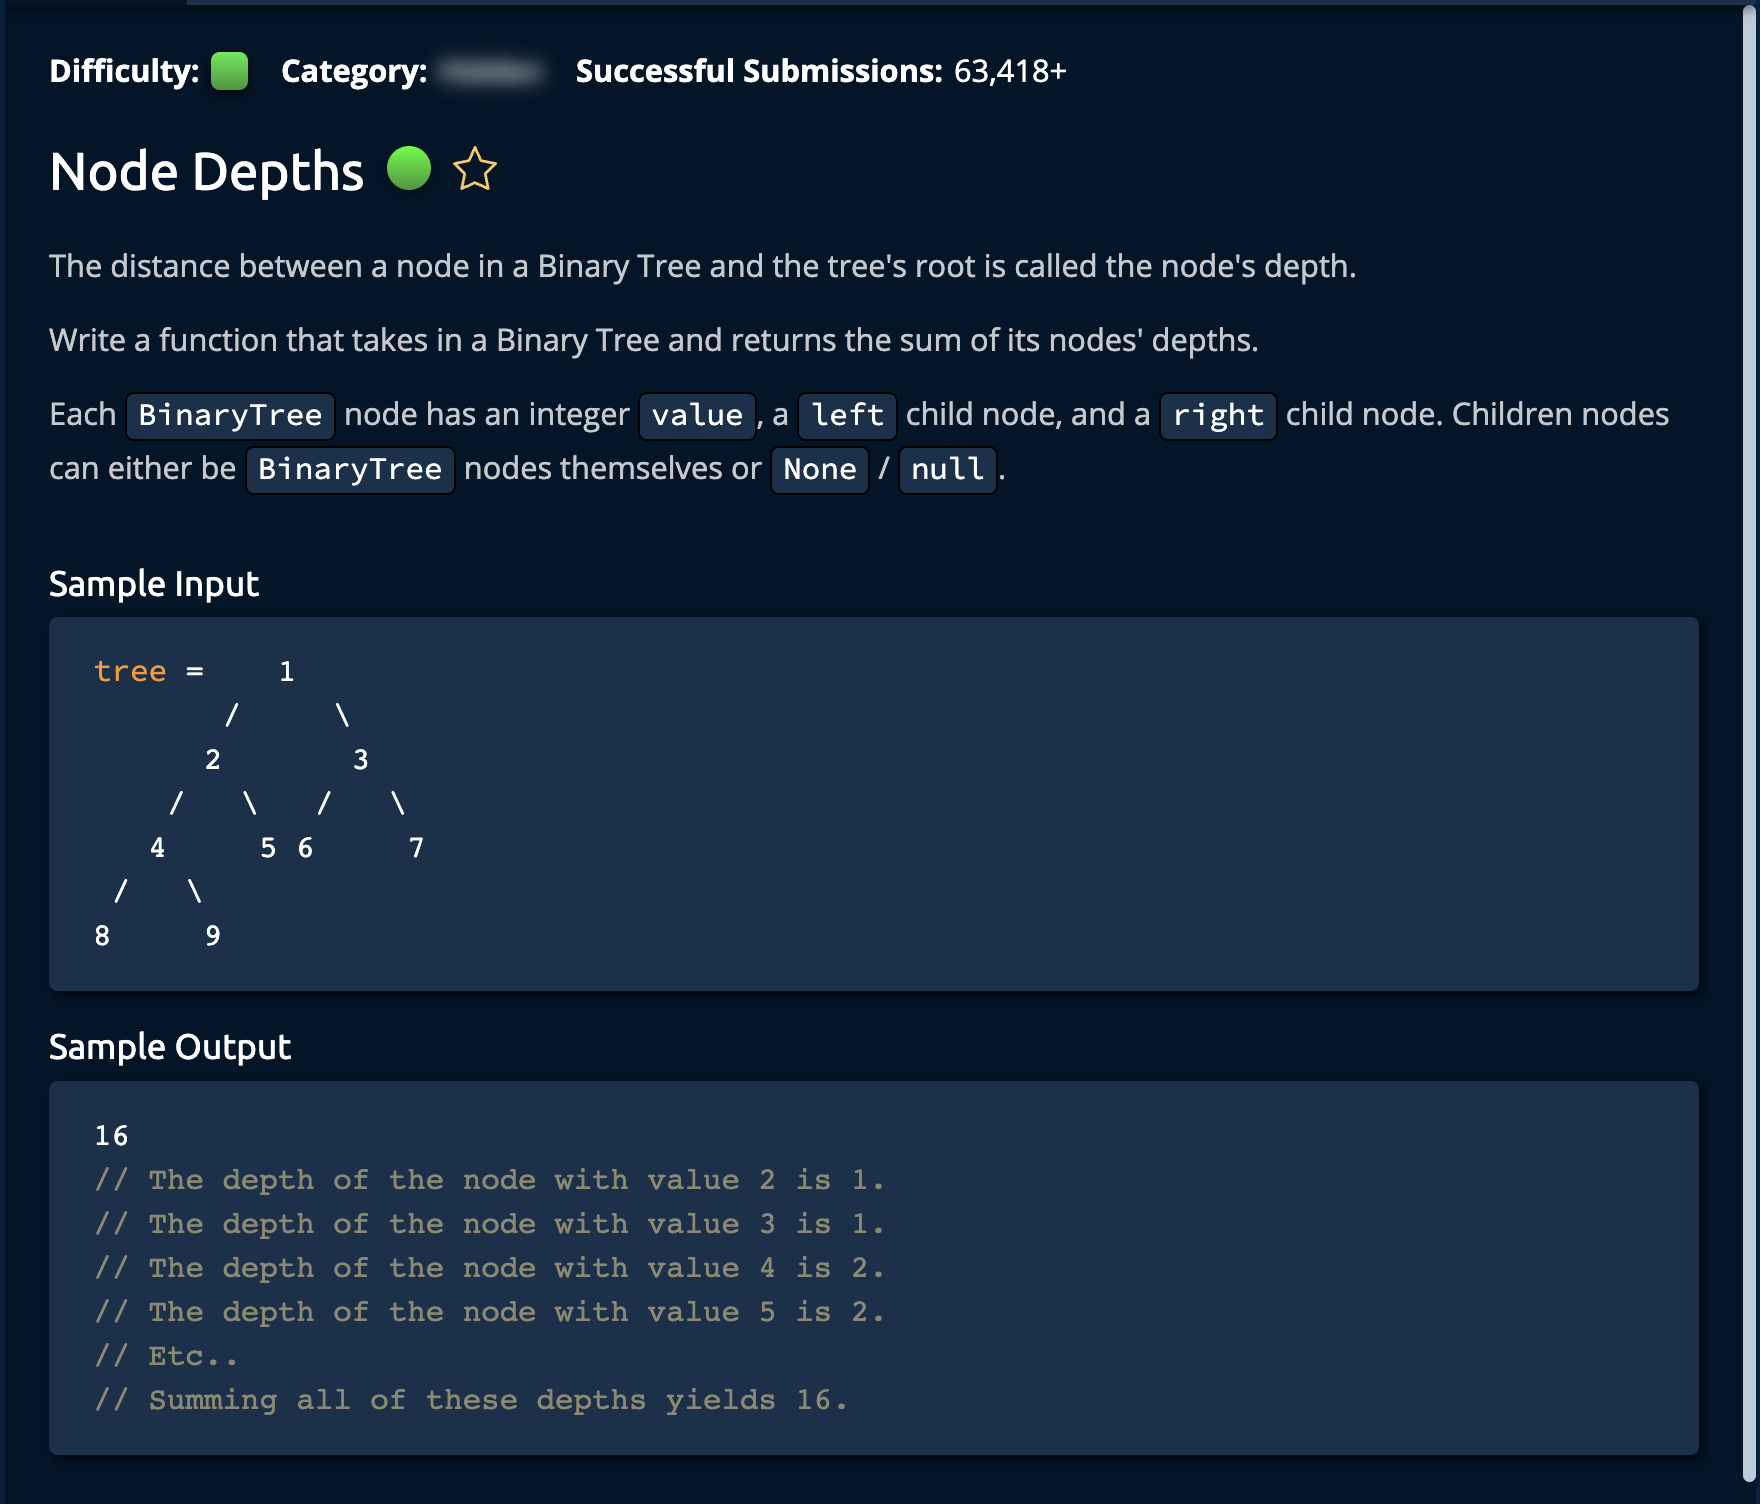 Difficulty: Category: Successful Submissions: 63,418+
Node Depths
The distance between a node in a Binary Tree and the tree's root is called the node's depth.
Write a function that takes in a Binary Tree and returns the sum of its nodes' depths.
Each BinaryTree node has an integer value, a left child node, and a right child node. Children nodes
can either be BinaryTree nodes themselves or None / null.
Sample Input
tree =    1
       /     \
      2       3
    /   \   /   \
   4     5 6     7
 /   \
8     9
Sample Output
16
// The depth of the node with value 2 is 1.
// The depth of the node with value 3 is 1.
// The depth of the node with value 4 is 2.
// The depth of the node with value 5 is 2.
// Etc..
// Summing all of these depths yields 16.